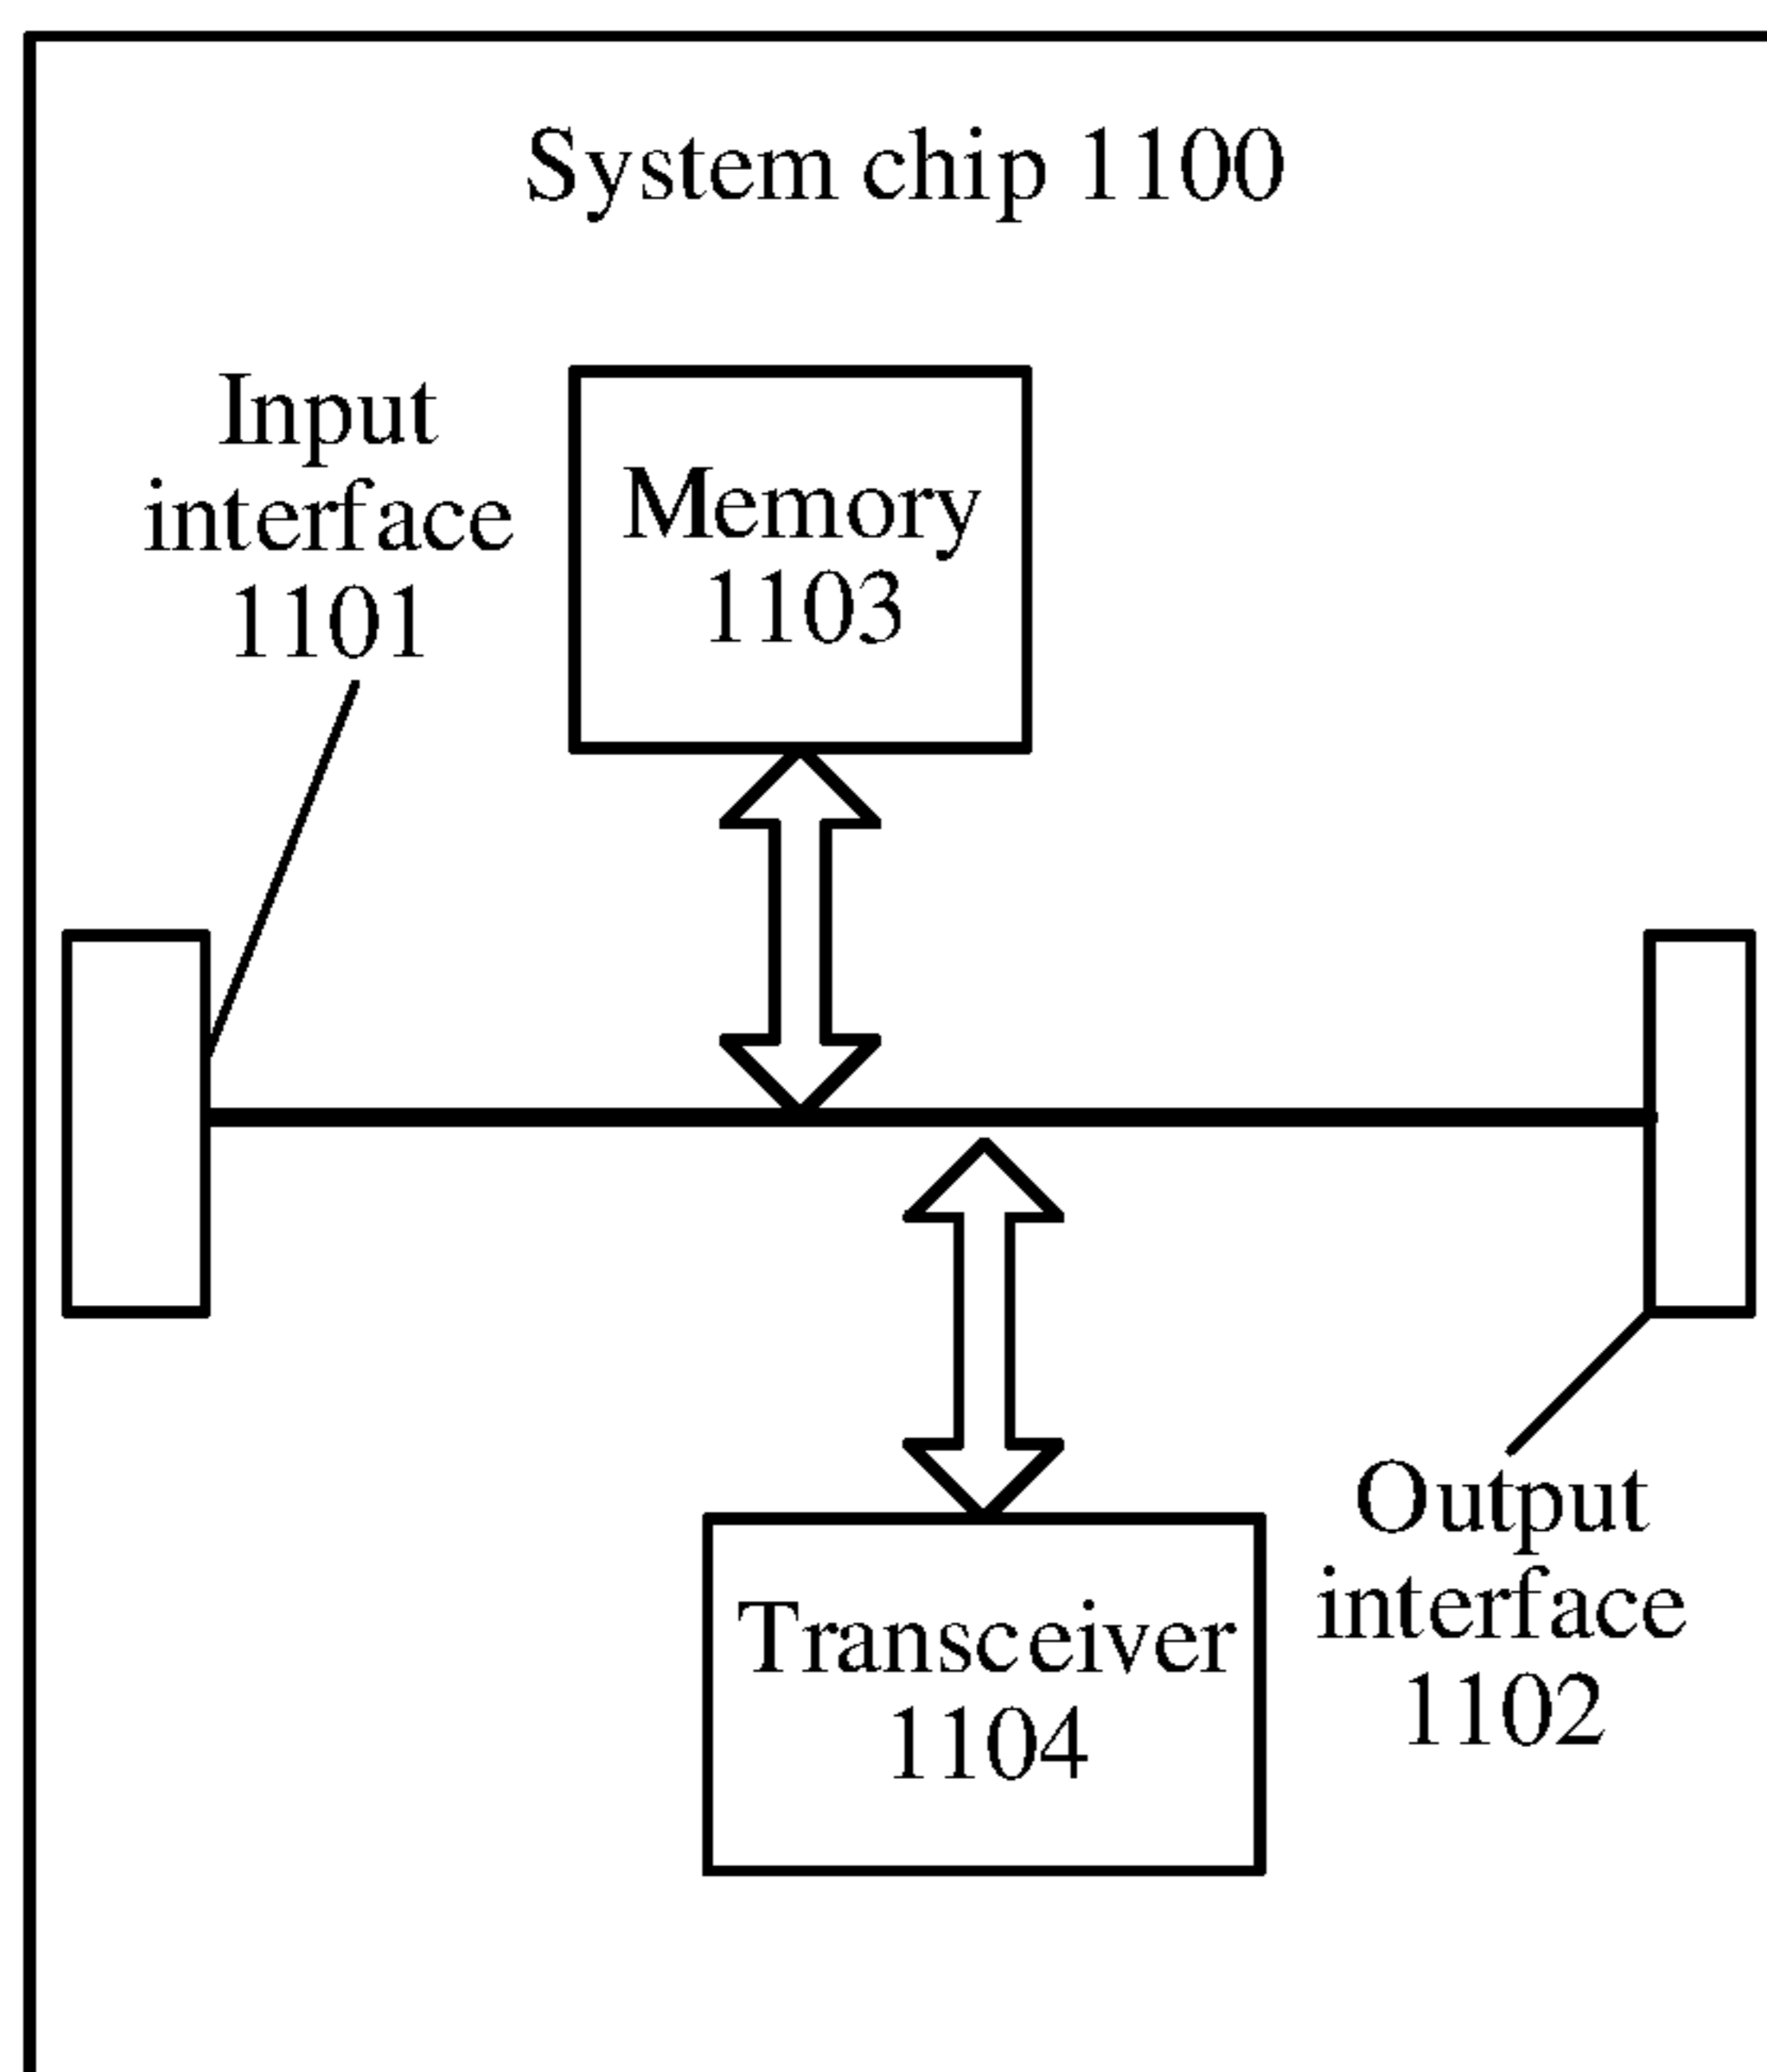 System chip 1100
Input
interface
1101
Memory
1103
Transceiver
1104
Output
interface
1102